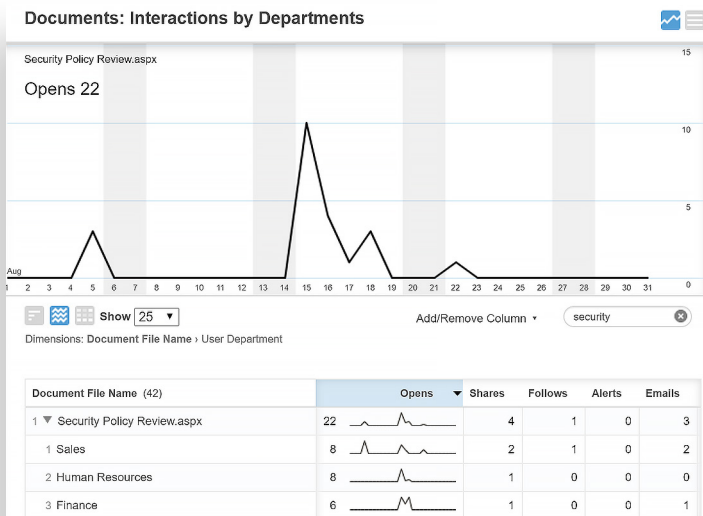 Documents: Interactions by Departments
Security Policy Review.aspx
Opens 22
15
10
5
0
Aug
1 2 3 4 5 6 7 8 9 10 11 12 13 14 15 16 17 18 19 20 21 22 23 24 25 26 27 28 29 30 31
Show 25 Add/Remove Column security
Dimensions: Document File Name › User Department
Document File Name (42) Opens Shares Follows Alerts Emails
1 Security Policy Review.aspx 22 4 1 0 3
1 Sales 8 2 1 0 2
2 Human Resources 8 1 0 0 0
3 Finance 6 1 0 0 1